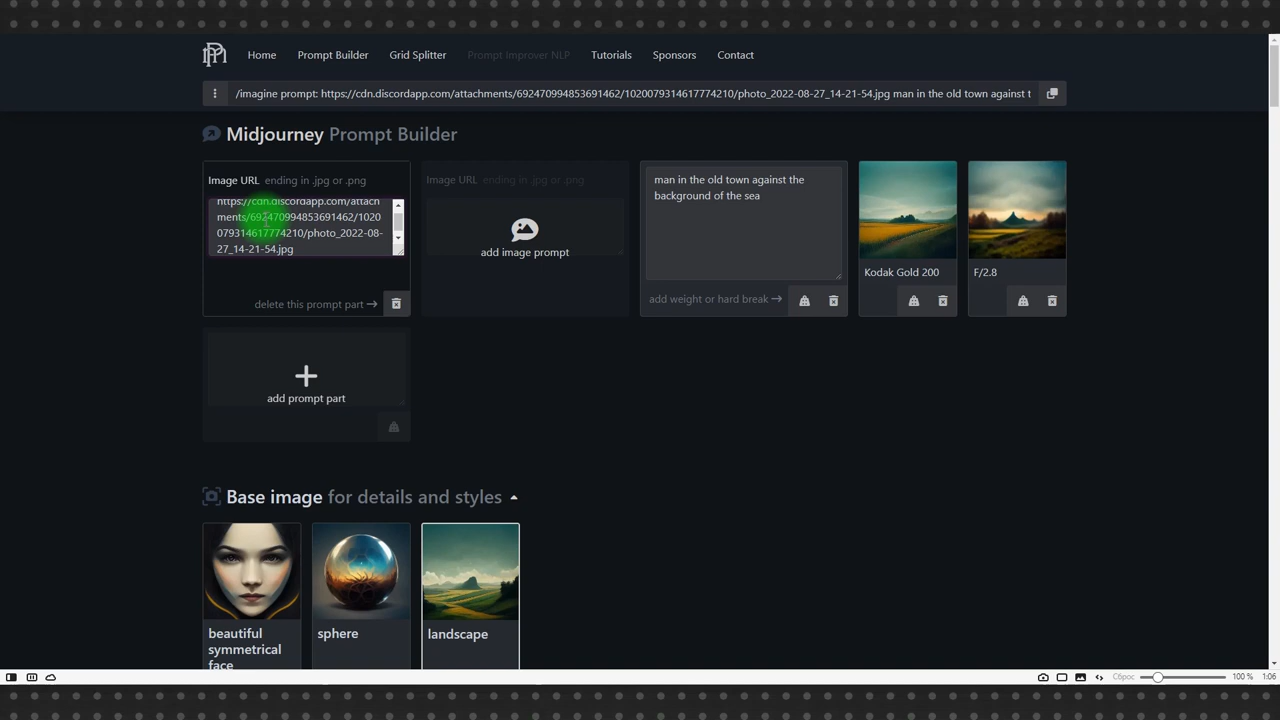 Home Prompt Builder Grid Splitter Prompt Improver NLP Tutorials Sponsors Contact
/imagine prompt: https://cdn.discordapp.com/attachments/692470994853691462/1020079314617774210/photo_2022-08-27_14-21-54.jpg man in the old town against t
Midjourney Prompt Builder
Image URL ending in .jpg or .png
https://cdn.discordapp.com/attach
ments/692470994853691462/1020
079314617774210/photo_2022-08-
27_14-21-54.jpg
delete this prompt part →
Image URL ending in .jpg or .png
add image prompt
man in the old town against the
background of the sea
add weight or hard break →
Kodak Gold 200
F/2.8
add prompt part
Base image for details and styles
beautiful
symmetrical
face
sphere
landscape
Сброс 100 % 1:06